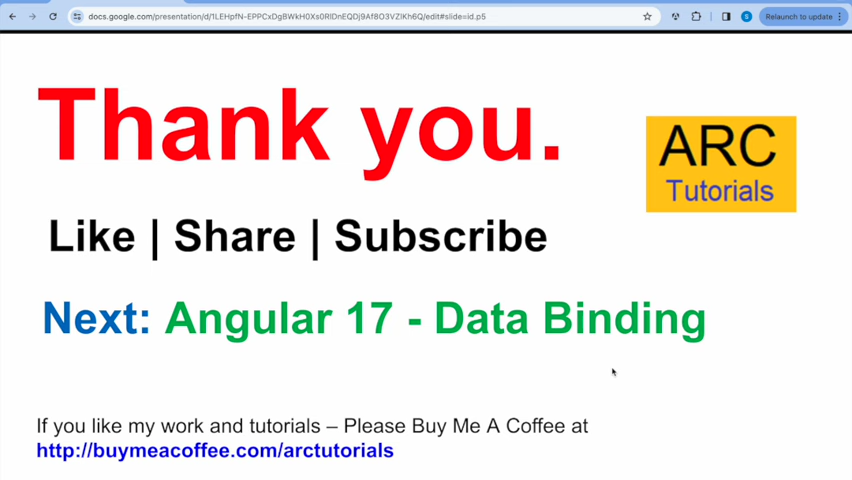 docs.google.com/presentation/d/1LEHpfN-EPPCxDgBWkH0Xs0RlDnEQDj9Af8O3VZIKh6Q/edit#slide=id.p5
S
Relaunch to update
Thank you.
ARC
Tutorials
Like | Share | Subscribe
Next: Angular 17 - Data Binding
If you like my work and tutorials – Please Buy Me A Coffee at
http://buymeacoffee.com/arctutorials